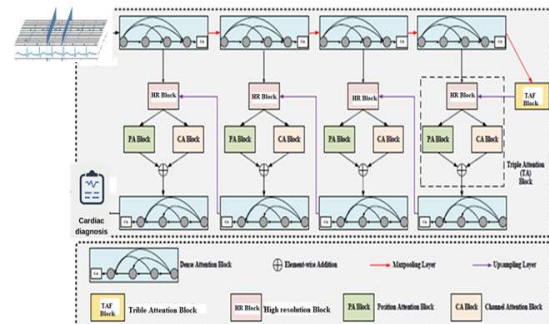 HR Block
HR Block
HR Block
HR Block
TAF
Block
PA Block
CA Block
PA Block
CA Block
PA Block
CA Block
PA Block
CA Block
Triple Attention
(TA)
Block
Cardiac
diagnosis
Dense Attention Block
Element-wise Addition
Maxpooling Layer
Upsampling Layer
TAF
Block
Trible Attention Block
HR Block
High resolution Block
PA Block
Position Attention Block
CA Block
Channel Attention Block